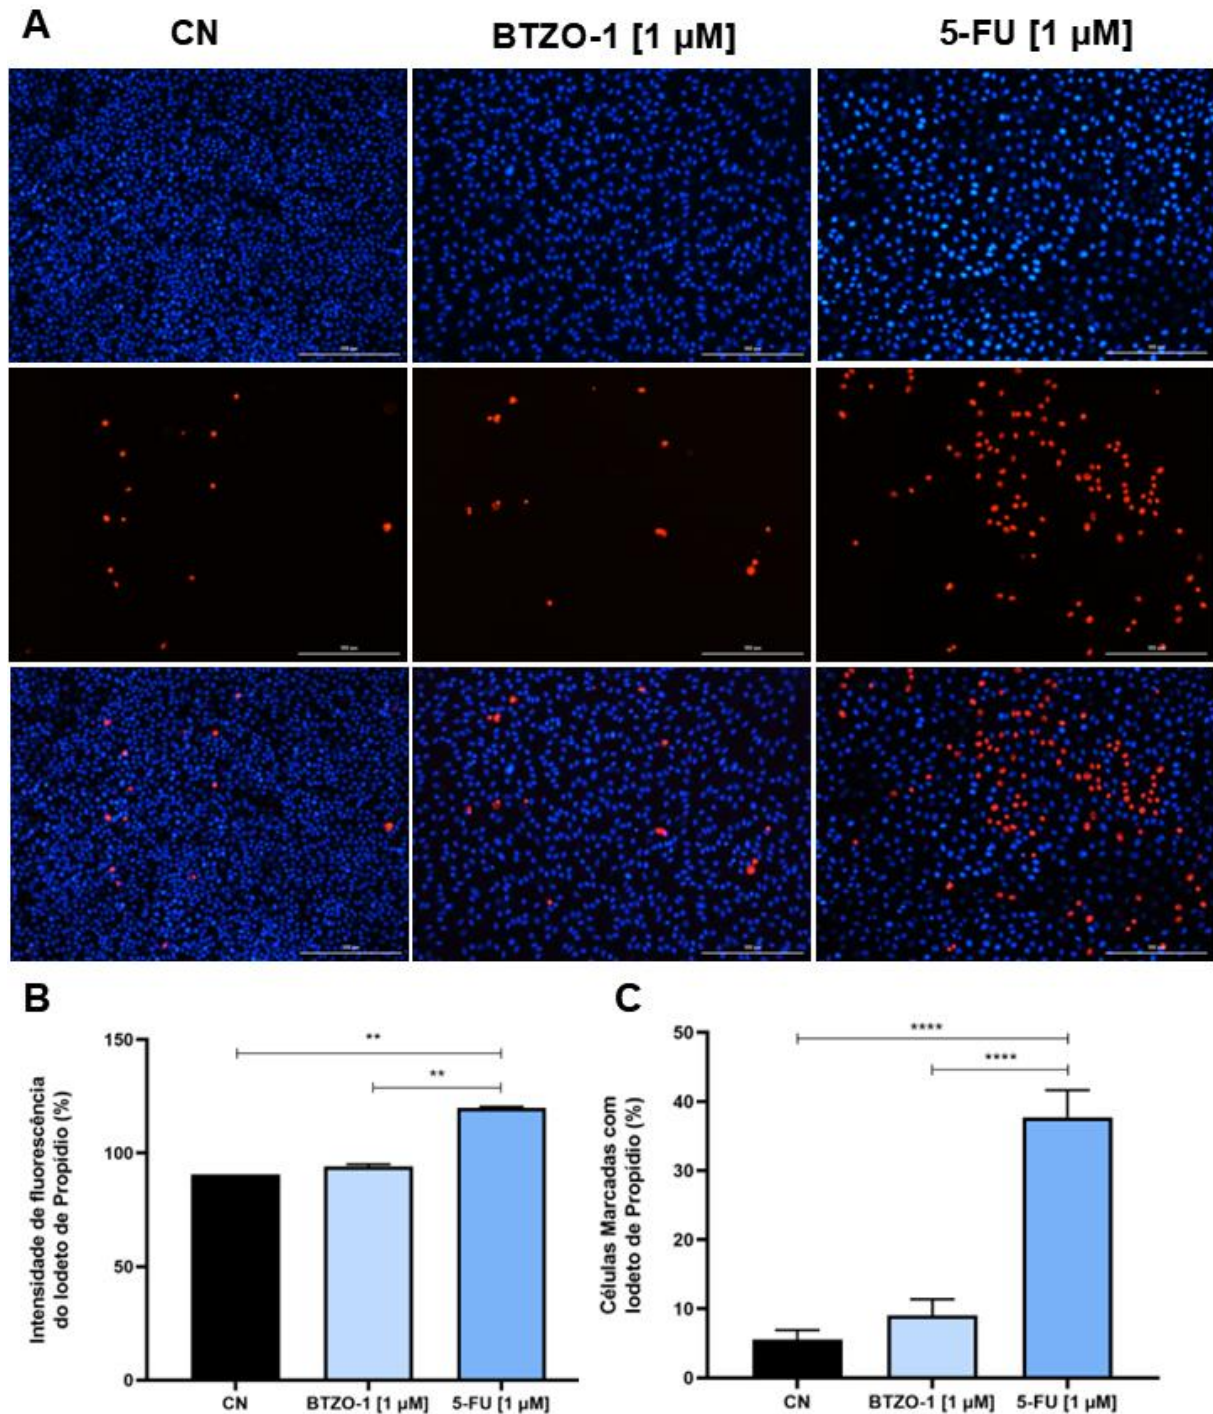 A
CN
BTZO-1 [1 µM]
5-FU [1 µM]
B
Intensidade de fluorescência
do Iodeto de Propídio (%)
150
100
50
0
**
**
CN
BTZO-1 [1 µM]
5-FU [1 µM]
C
Células Marcadas com
Iodeto de Propídio (%)
50
40
30
20
10
0
****
****
CN
BTZO-1 [1 µM]
5-FU [1 µM]